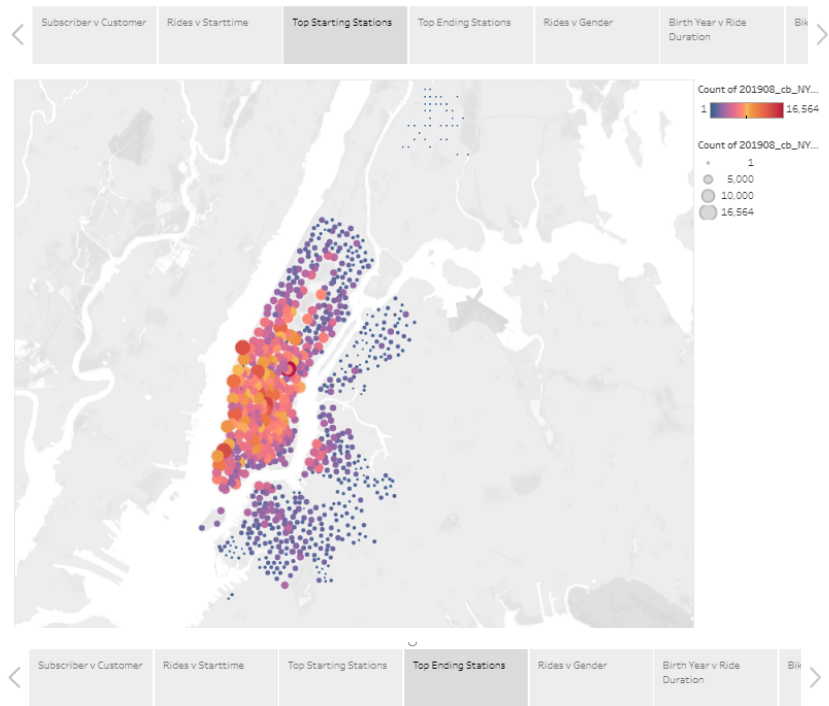 Subscriber v Customer
Rides v Starttime
Top Starting Stations
Top Ending Stations
Rides v Gender
Birth Year v Ride
Duration
Bik
Count of 201908_cb_NY...
1
16,564
Count of 201908_cb_NY...
1
5,000
10,000
16,564
Subscriber v Customer
Rides v Starttime
Top Starting Stations
Top Ending Stations
Rides v Gender
Birth Year v Ride
Duration
Bik